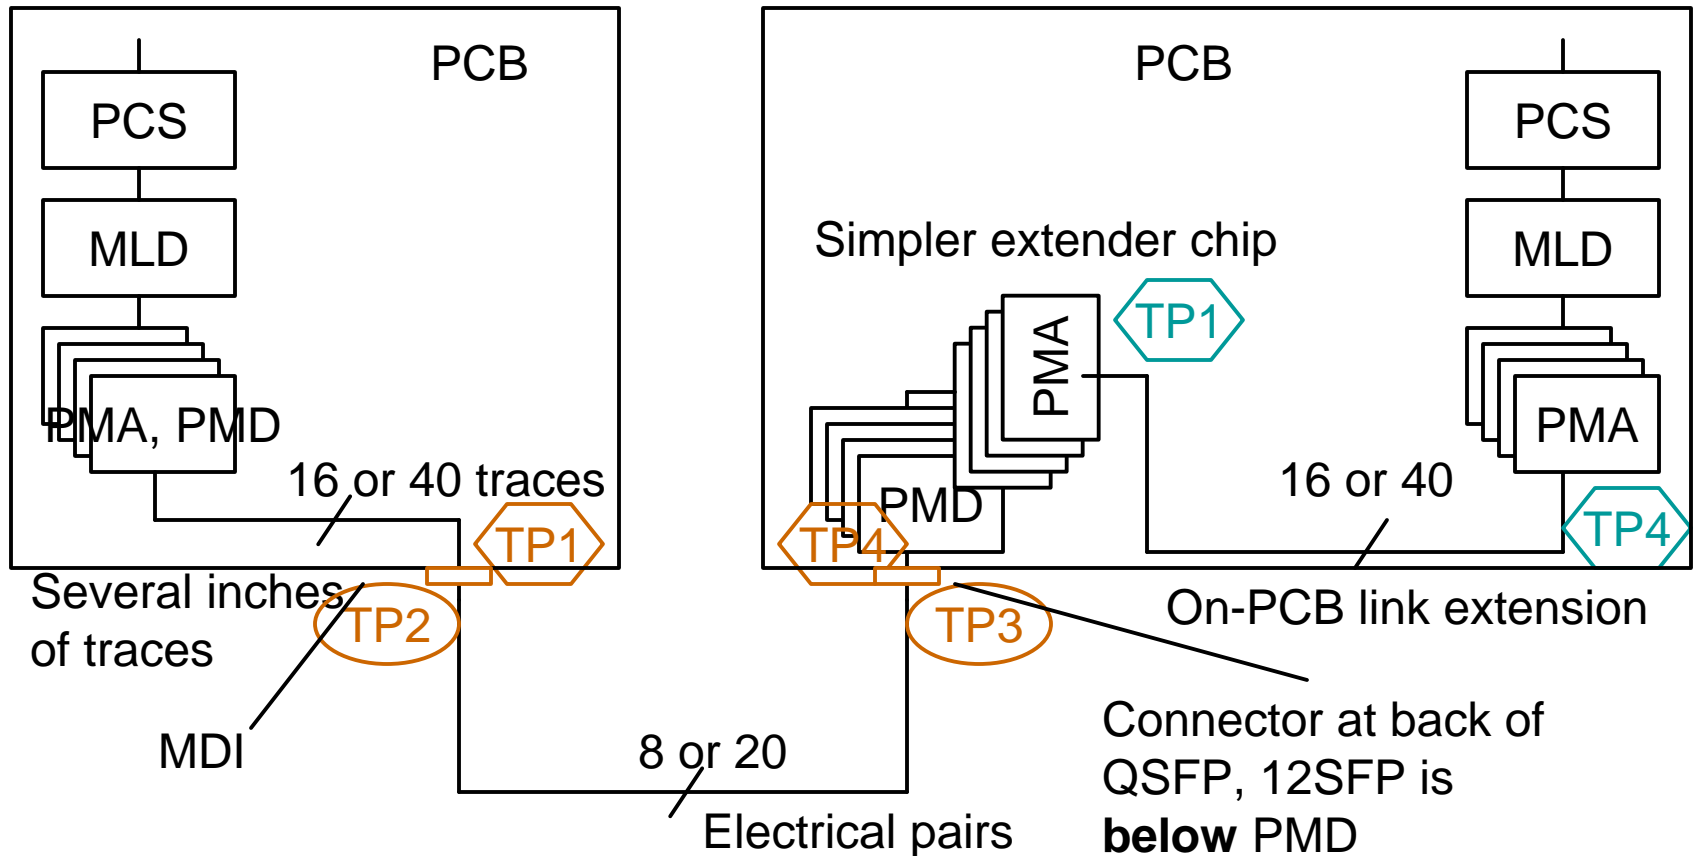 PCB
PCS
MLD
PMA, PMD
16 or 40 traces
TP1
Several inches
of traces
TP2
MDI
8 or 20
Electrical pairs
PCB
PCS
MLD
Simpler extender chip
TP1
PMA
PMD
PMA
16 or 40
TP4
TP4
TP3
On-PCB link extension
Connector at back of
QSFP, 12SFP is
below PMD